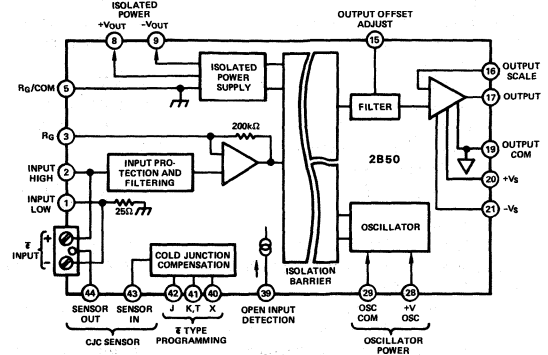 ISOLATED
POWER
+VOUT -VOUT
8 9
OUTPUT OFFSET
ADJUST
15
ISOLATED
POWER
SUPPLY
16 OUTPUT
SCALE
17 OUTPUT
RG/COM 5
FILTER
RG 3
200kΩ
2B50
19 OUTPUT
COM
INPUT
HIGH 2
INPUT PRO-
TECTION AND
FILTERING
20 +VS
INPUT
LOW 1
25Ω
21 -VS
OSCILLATOR
+
INPUT
-
COLD JUNCTION
COMPENSATION
ISOLATION
BARRIER
44 43 42 41 40 39 29 28
SENSOR
OUT
SENSOR
IN
J K,T X
OPEN INPUT
DETECTION
OSC
COM
+V
OSC
CJC SENSOR
TYPE
PROGRAMMING
OSCILLATOR
POWER